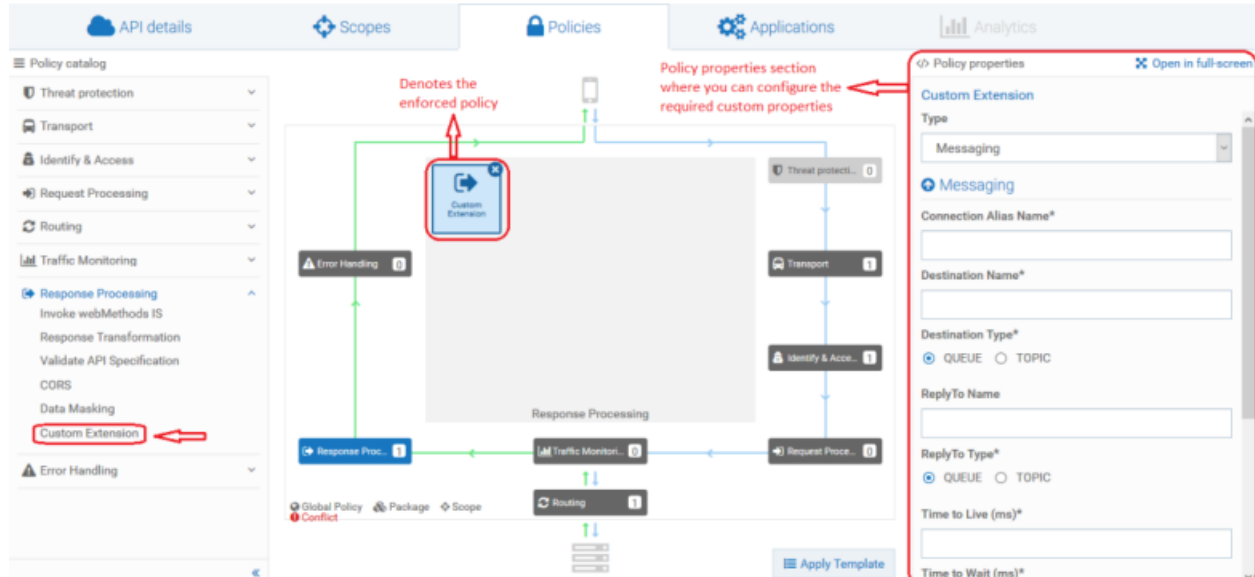 API details
Scopes
Policies
Applications
Analytics
Policy catalog
Threat protection
Transport
Identify & Access
Request Processing
Routing
Traffic Monitoring
Response Processing
Invoke webMethods IS
Response Transformation
Validate API Specification
CORS
Data Masking
Custom Extension
Error Handling
«
Denotes the
enforced policy
Policy properties section
where you can configure the
required custom properties
Custom
Extension
Threat protecti... 0
Error Handling 0
Transport 1
Identify & Acce... 1
Response Processing
Response Proc... 1
Traffic Monitori... 0
Request Proce... 0
Routing 1
Global Policy Package Scope
Conflict
Apply Template
</> Policy properties
Open in full-screen
Custom Extension
Type
Messaging
Messaging
Connection Alias Name*
Destination Name*
Destination Type*
QUEUE TOPIC
ReplyTo Name
ReplyTo Type*
QUEUE TOPIC
Time to Live (ms)*
Time to Wait (ms)*